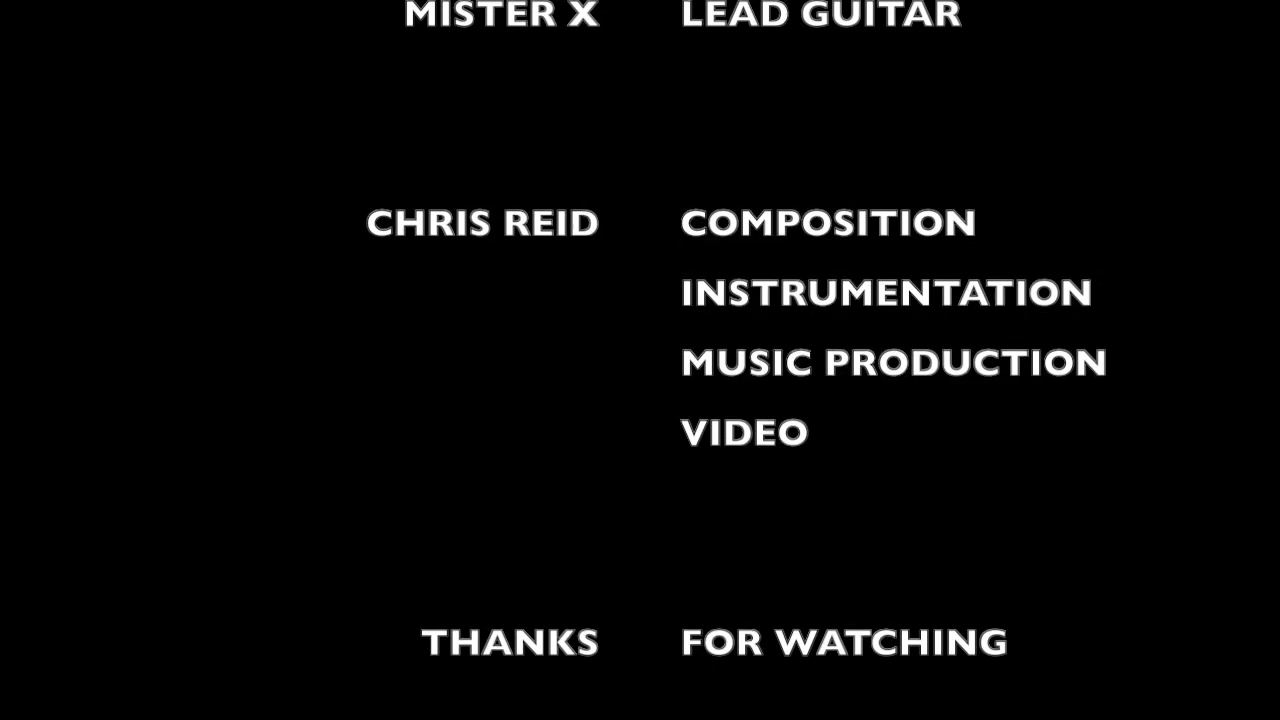 MISTER X LEAD GUITAR
CHRIS REID COMPOSITION
INSTRUMENTATION
MUSIC PRODUCTION
VIDEO
THANKS FOR WATCHING